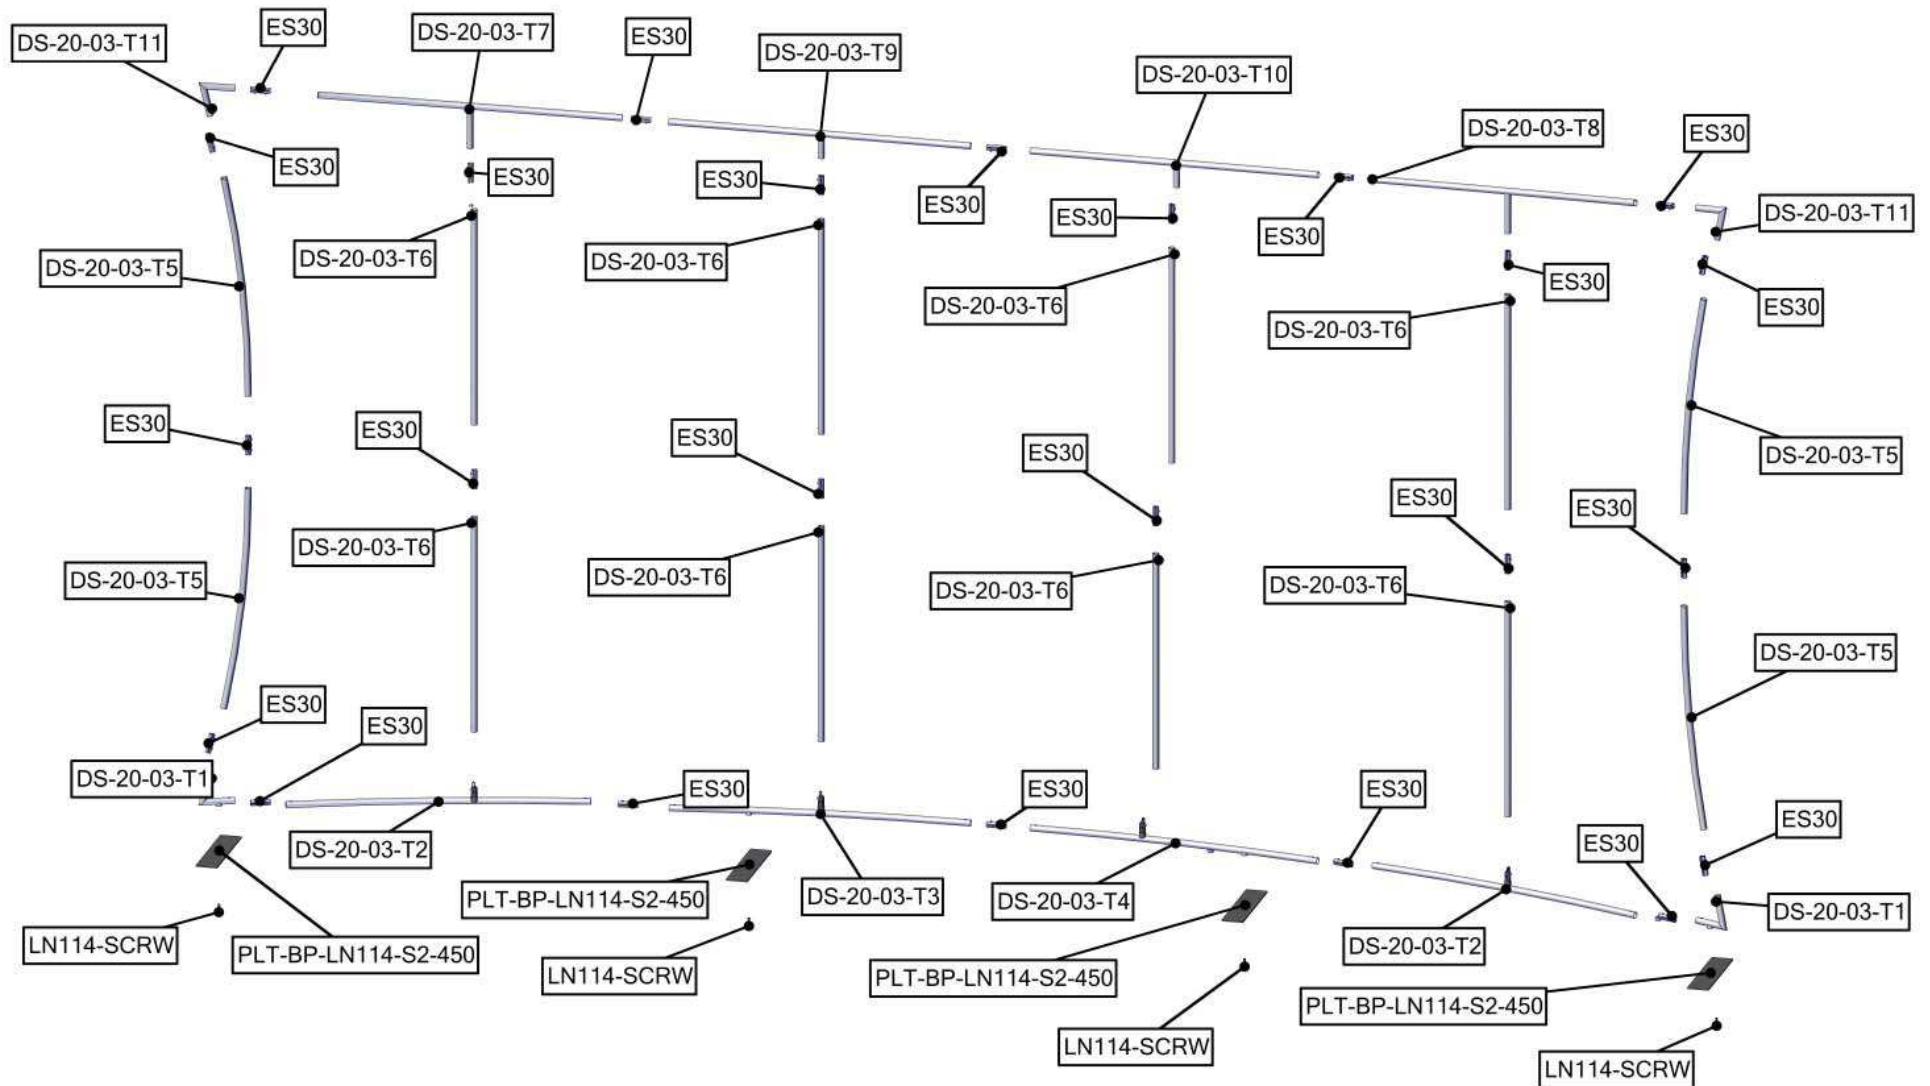 DS-20-03-T11
ES30
DS-20-03-T7
ES30
DS-20-03-T9
DS-20-03-T10
DS-20-03-T8
ES30
ES30
ES30
ES30
ES30
ES30
ES30
DS-20-03-T11
DS-20-03-T5
DS-20-03-T6
DS-20-03-T6
DS-20-03-T6
DS-20-03-T6
ES30
ES30
ES30
ES30
ES30
ES30
ES30
ES30
DS-20-03-T5
DS-20-03-T6
DS-20-03-T6
DS-20-03-T6
DS-20-03-T6
DS-20-03-T5
DS-20-03-T5
ES30
ES30
DS-20-03-T1
ES30
ES30
ES30
ES30
ES30
DS-20-03-T2
PLT-BP-LN114-S2-450
DS-20-03-T3
DS-20-03-T4
DS-20-03-T2
DS-20-03-T1
LN114-SCRW
PLT-BP-LN114-S2-450
LN114-SCRW
PLT-BP-LN114-S2-450
PLT-BP-LN114-S2-450
LN114-SCRW
LN114-SCRW